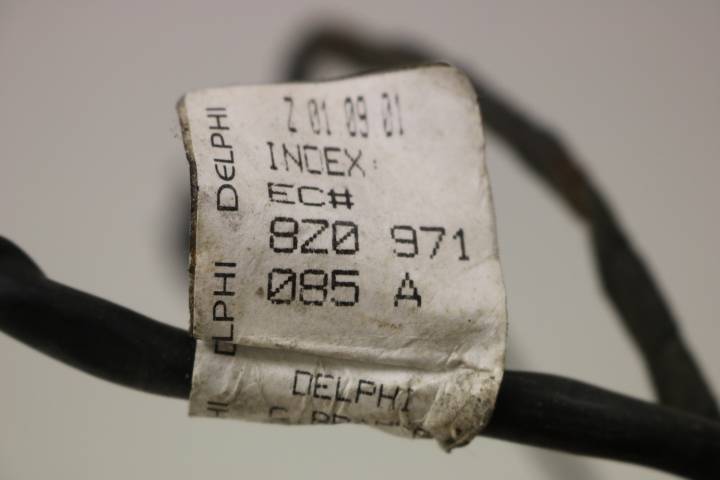 Z 01 09 01
INDEX:
EC#
8Z0 971
085 A
DELPHI
DELPHI
DELPHI